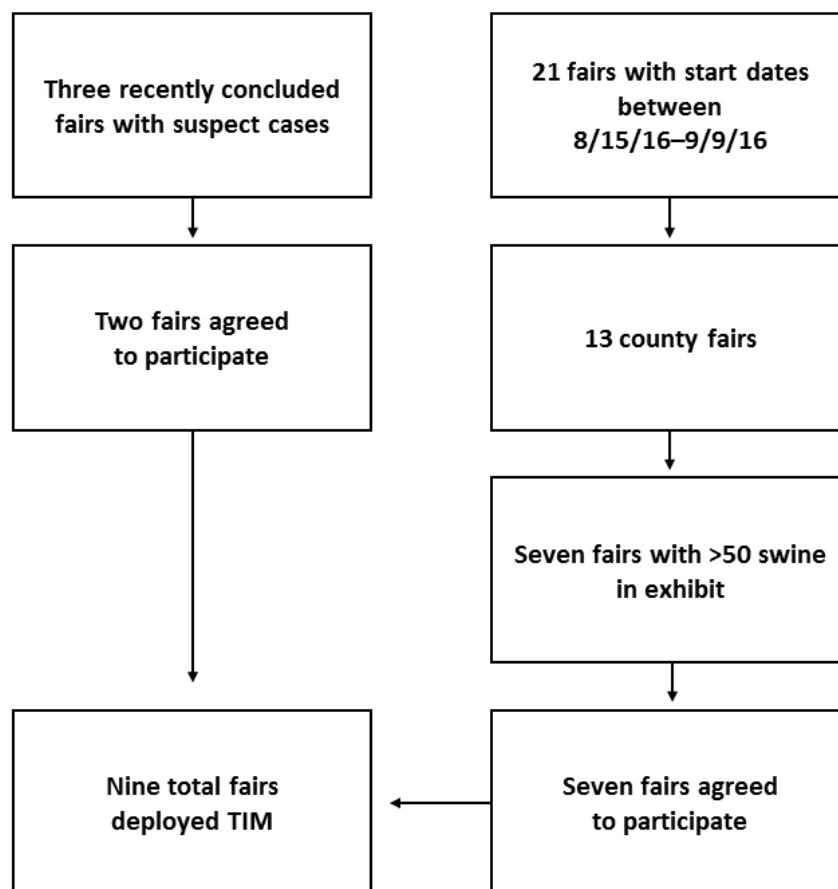 Three recently concluded
fairs with suspect cases
Two fairs agreed
to participate
21 fairs with start dates
between
8/15/16–9/9/16
13 county fairs
Seven fairs with >50 swine
in exhibit
Seven fairs agreed
to participate
Nine total fairs
deployed TIM